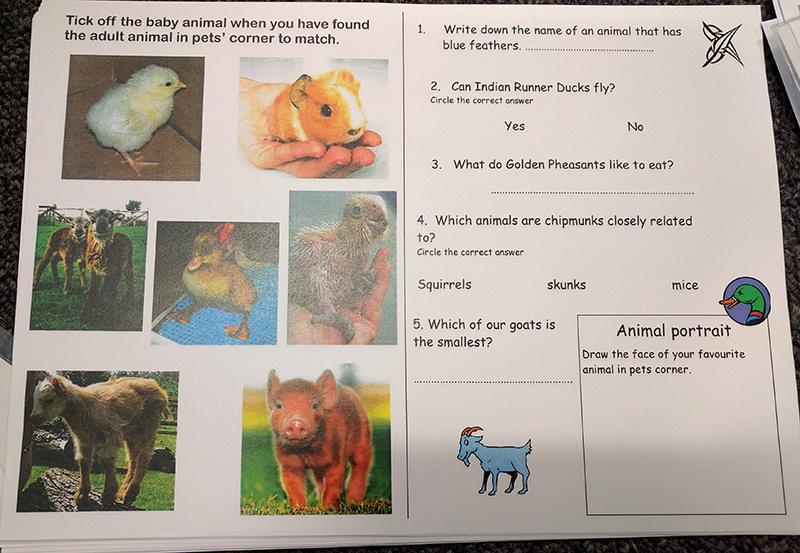 Tick off the baby animal when you have found
the adult animal in pets' corner to match.
1. Write down the name of an animal that has
blue feathers. ........................................
2. Can Indian Runner Ducks fly?
Circle the correct answer
Yes No
3. What do Golden Pheasants like to eat?
............................................................
4. Which animals are chipmunks closely related
to?
Circle the correct answer
Squirrels skunks mice
5. Which of our goats is
the smallest?
................................................
Animal portrait
Draw the face of your favourite
animal in pets corner.